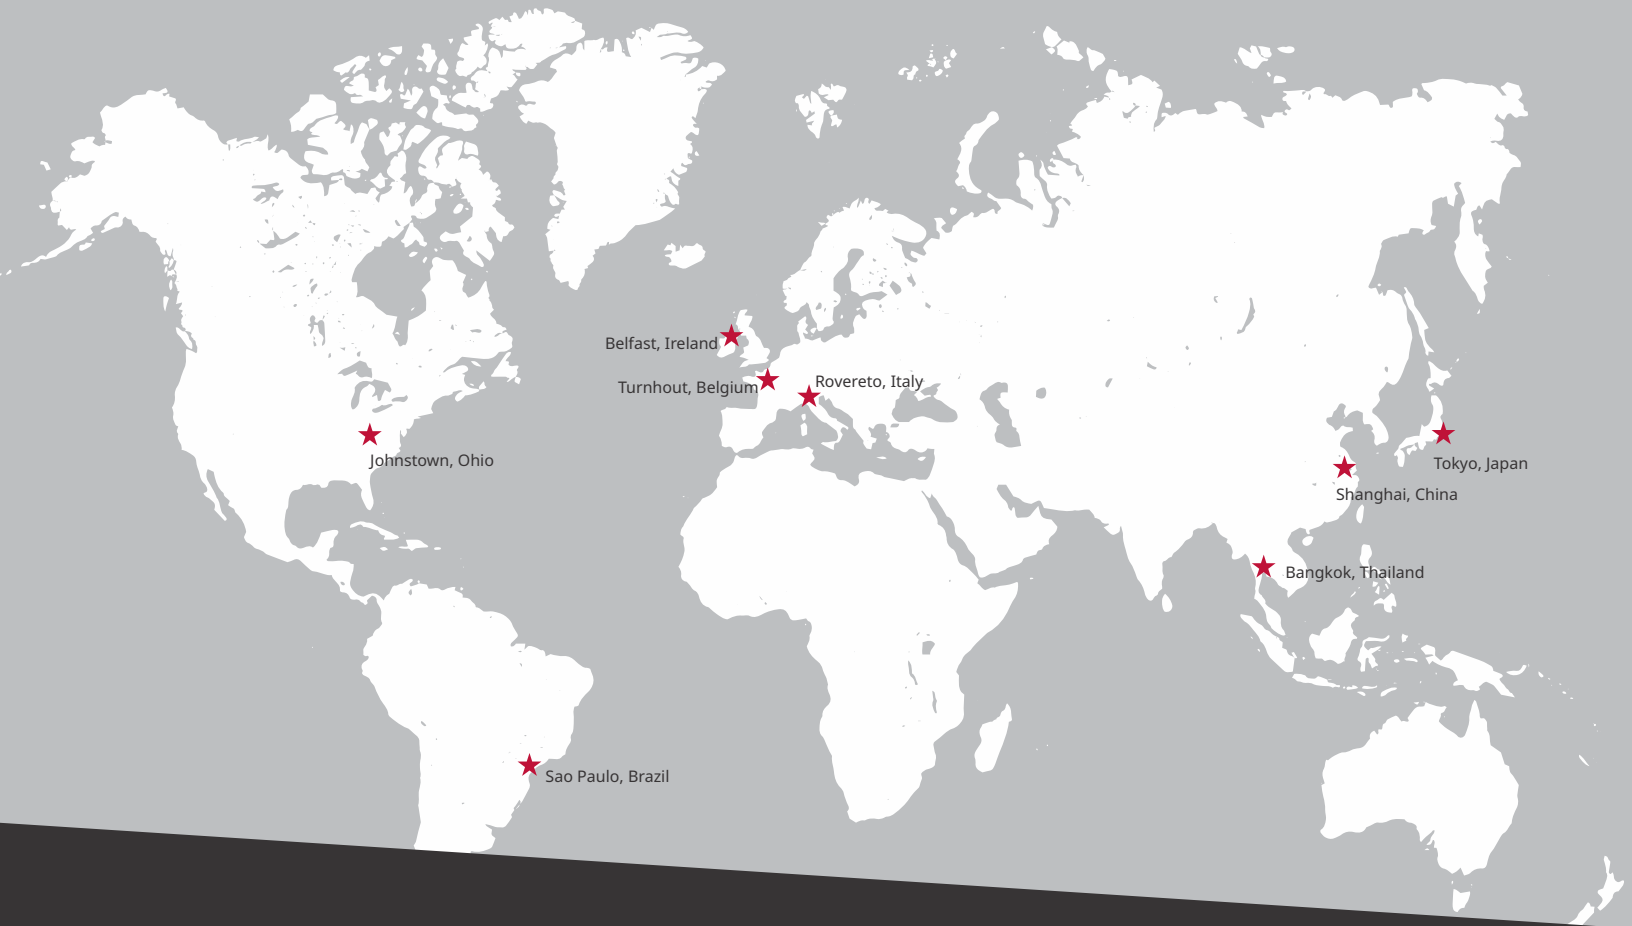 Belfast, Ireland
Turnhout, Belgium
Rovereto, Italy
Johnstown, Ohio
Tokyo, Japan
Shanghai, China
Bangkok, Thailand
Sao Paulo, Brazil